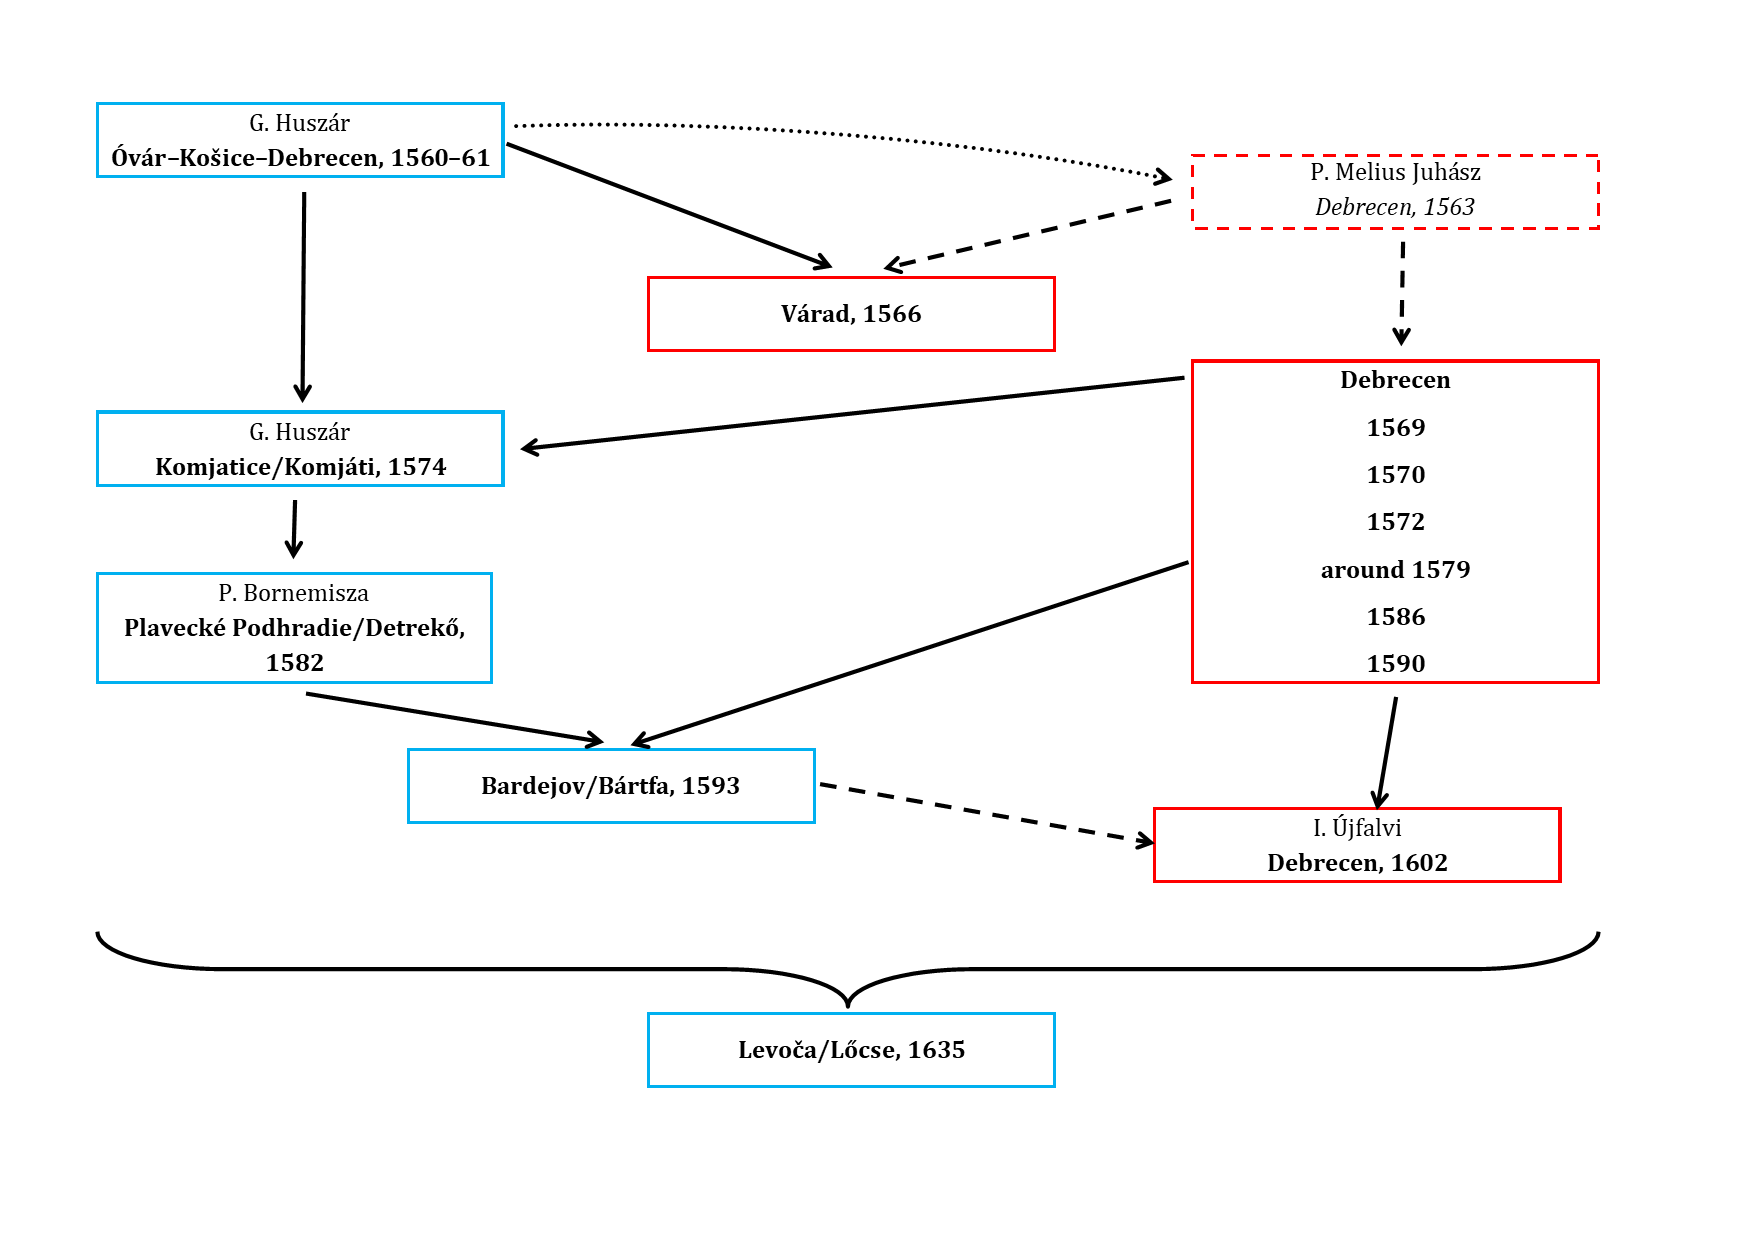 G. Huszár
Óvár–Košice–Debrecen, 1560–61
P. Melius Juhász
Debrecen, 1563
Várad, 1566
G. Huszár
Komjatice/Komjáti, 1574
Debrecen
1569
1570
1572
around 1579
1586
1590
P. Bornemisza
Plavecké Podhradie/Detrekő,
1582
Bardejov/Bártfa, 1593
I. Újfalvi
Debrecen, 1602
Levoča/Lőcse, 1635